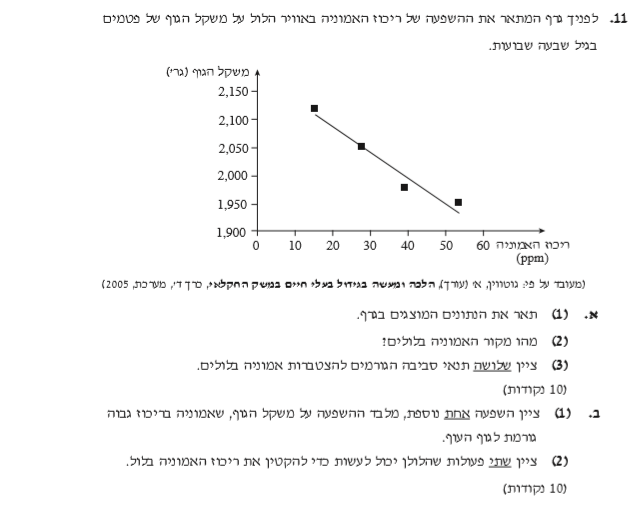 11. לפניך גרף המתאר את ההשפעה של ריכוז האמוניה באוויר הלול על משקל הגוף של פטמים
בגיל שבעה שבועות.
משקל הגוף (גר')
2,150
2,100
2,050
2,000
1,950
1,900
0 10 20 30 40 50 60 ריכוז האמוניה
(ppm)
(מעובד על פי: גוטווין, א' (עורך), הלכה ומעשה בגידול בעלי חיים במשק החקלאי, כרך ד', מערכת, 2005)
א. (1) תאר את הנתונים המוצגים בגרף.
(2) מהו מקור האמוניה בלולים?
(3) ציין שלושה תנאי סביבה הגורמים להצטברות אמוניה בלולים.
(10 נקודות)
ב. (1) ציין השפעה אחת נוספת, מלבד ההשפעה על משקל הגוף, שאמוניה בריכוז גבוה
גורמת לגוף העוף.
(2) ציין שתי פעולות שהלולן יכול לעשות כדי להקטין את ריכוז האמוניה בלול.
(10 נקודות)